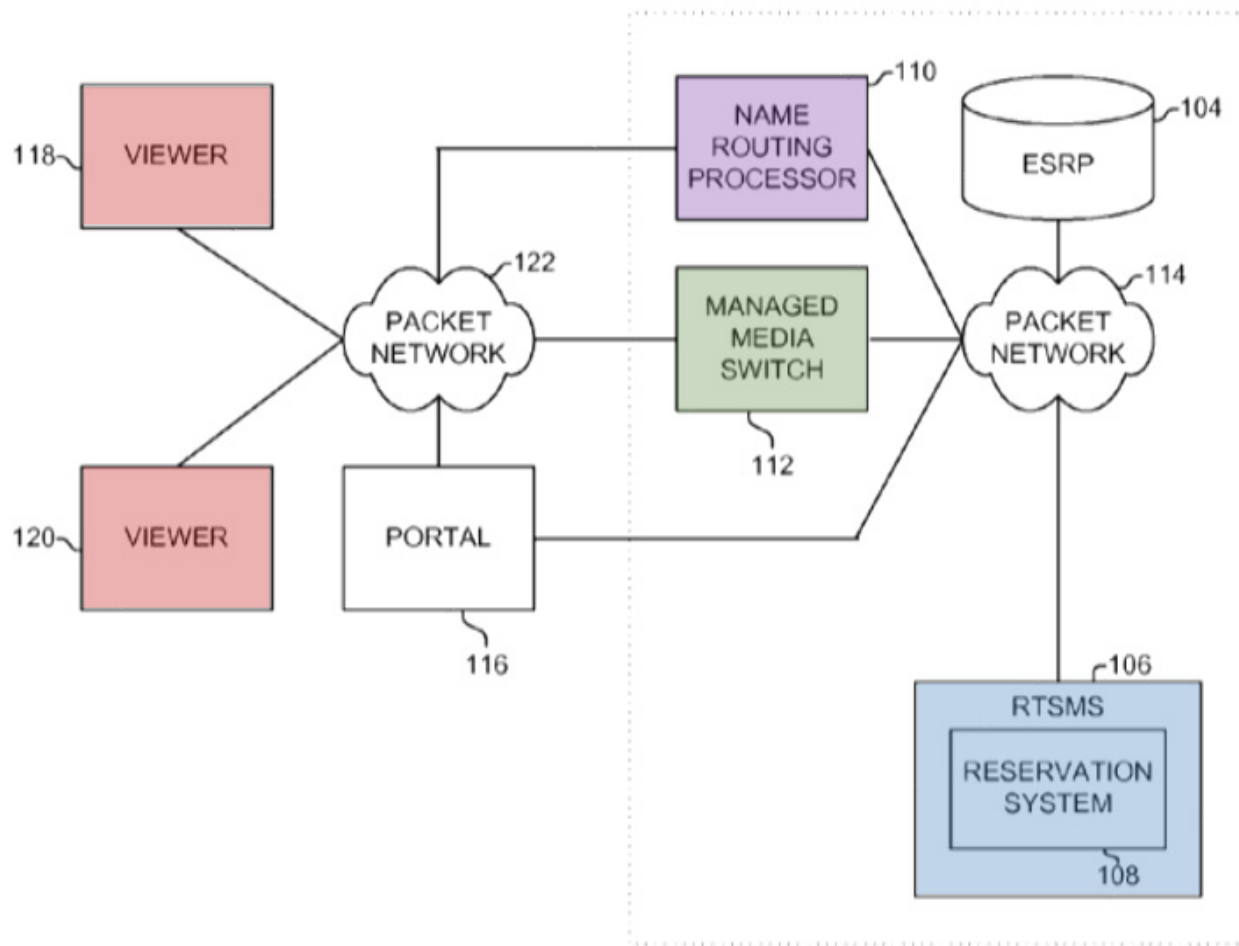 110
NAME
ROUTING
PROCESSOR
104
ESRP
118
VIEWER
122
PACKET
NETWORK
MANAGED
MEDIA
SWITCH
112
114
PACKET
NETWORK
120
VIEWER
PORTAL
116
106
RTSMS
RESERVATION
SYSTEM
108